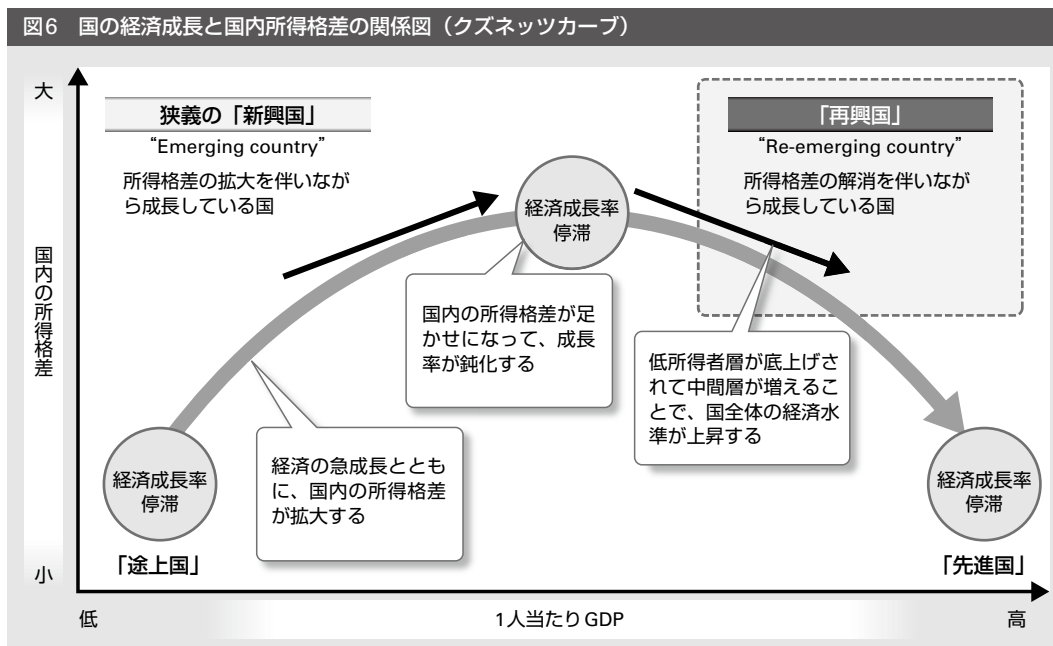 図6 国の経済成長と国内所得格差の関係図（クズネッツカーブ）
大
国内の所得格差
小
狭義の「新興国」
“Emerging country”
所得格差の拡大を伴いなが
ら成長している国
「再興国」
“Re-emerging country”
所得格差の解消を伴いなが
ら成長している国
経済成長率
停滞
国内の所得格差が足
かせになって、成長
率が鈍化する
低所得者層が底上げさ
れて中間層が増えるこ
とで、国全体の経済水
準が上昇する
経済の急成長ととも
に、国内の所得格差
が拡大する
経済成長率
停滞
「途上国」
経済成長率
停滞
「先進国」
低
1人当たりGDP
高